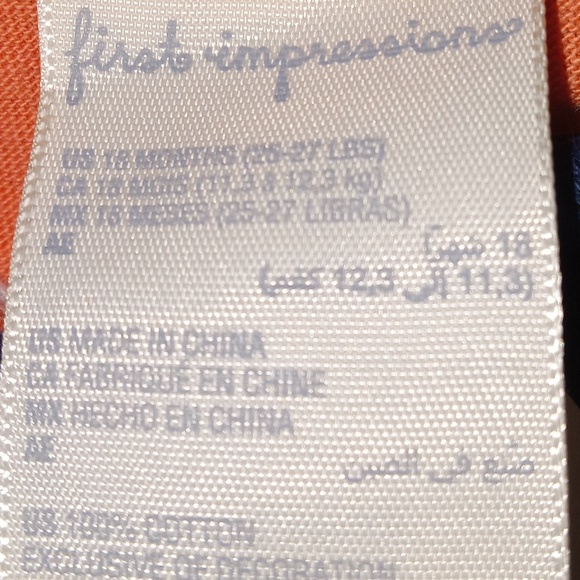 first impressions
US 18 MONTHS (25-27 LBS)
CA 18 MOIS (11,3 à 12,3 kg)
MX 18 MESES (25-27 LIBRAS)
AE
18 شهرًا
(11,3 إلى 12,3 كغم)
US MADE IN CHINA
CA FABRIQUÉ EN CHINE
MX HECHO EN CHINA
AE
صنع في الصين
US 100% COTTON
EXCLUSIVE OF DECORATION